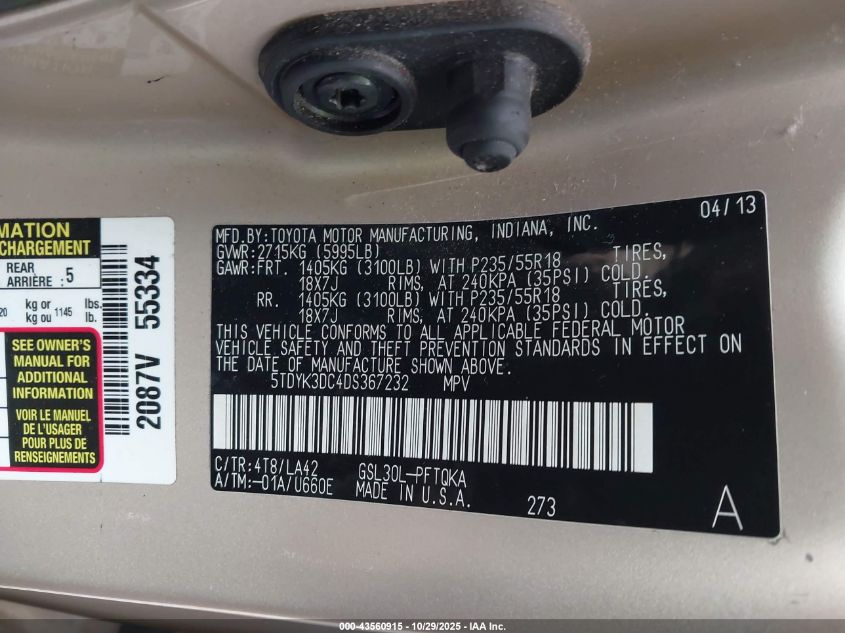 MATION
CHARGEMENT
REAR
ARRIÈRE : 5
20 kg or
kg ou 1145 lbs.
lb.
SEE OWNER'S
MANUAL FOR
ADDITIONAL
INFORMATION
VOIR LE MANUEL
DE L'USAGER
POUR PLUS DE
RENSEIGNEMENTS
2087V 55334
04/13
MFD.BY:TOYOTA MOTOR MANUFACTURING, INDIANA, INC.
GVWR:2715KG (5995LB)
GAWR:FRT. 1405KG (3100LB) WITH P235/55R18 TIRES,
18X7J RIMS, AT 240KPA (35PSI) COLD.
RR. 1405KG (3100LB) WITH P235/55R18 TIRES,
18X7J RIMS, AT 240KPA (35PSI) COLD.
THIS VEHICLE CONFORMS TO ALL APPLICABLE FEDERAL MOTOR
VEHICLE SAFETY AND THEFT PREVENTION STANDARDS IN EFFECT ON
THE DATE OF MANUFACTURE SHOWN ABOVE.
5TDYK3DC4DS367232 MPV
C/TR:4T8/LA42 GSL30L-PFTQKA
A/TM:-01A/U660E MADE IN U.S.A.
273 A
000-43560915 - 10/29/2025 - IAA Inc.